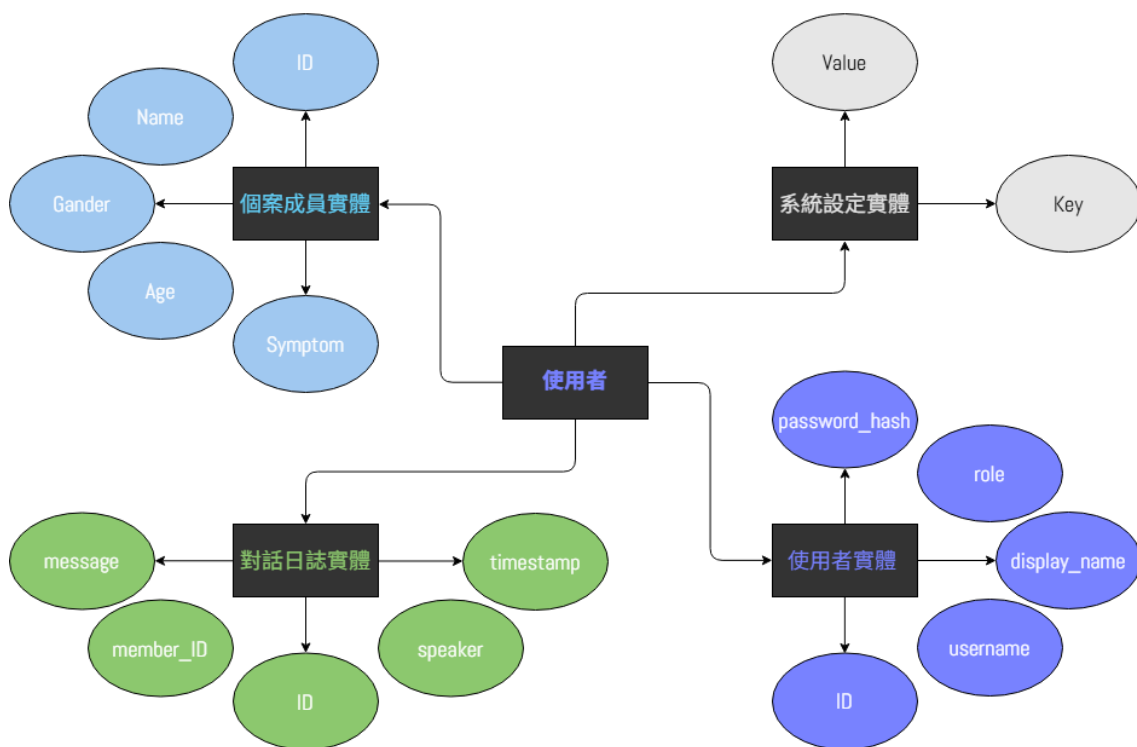 ID
Name
Gander
個案成員實體
Age
Symptom
Value
系統設定實體
Key
使用者
password_hash
role
使用者實體
display_name
username
ID
message
對話日誌實體
timestamp
member_ID
speaker
ID